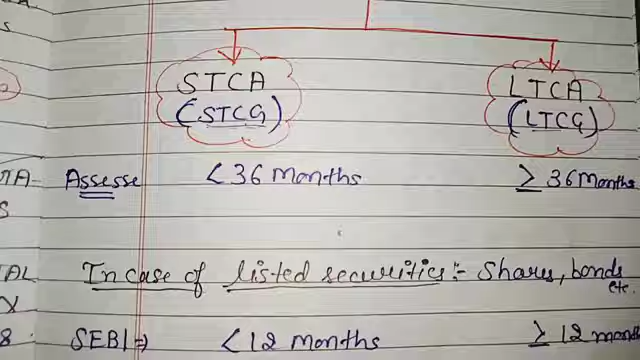 STCA LTCA
(STCG) (LTCG)
Assesse < 36 months ≥ 36 months
In case of listed securities:- Shares, bonds
etc.
SEBI → < 12 months ≥ 12 month